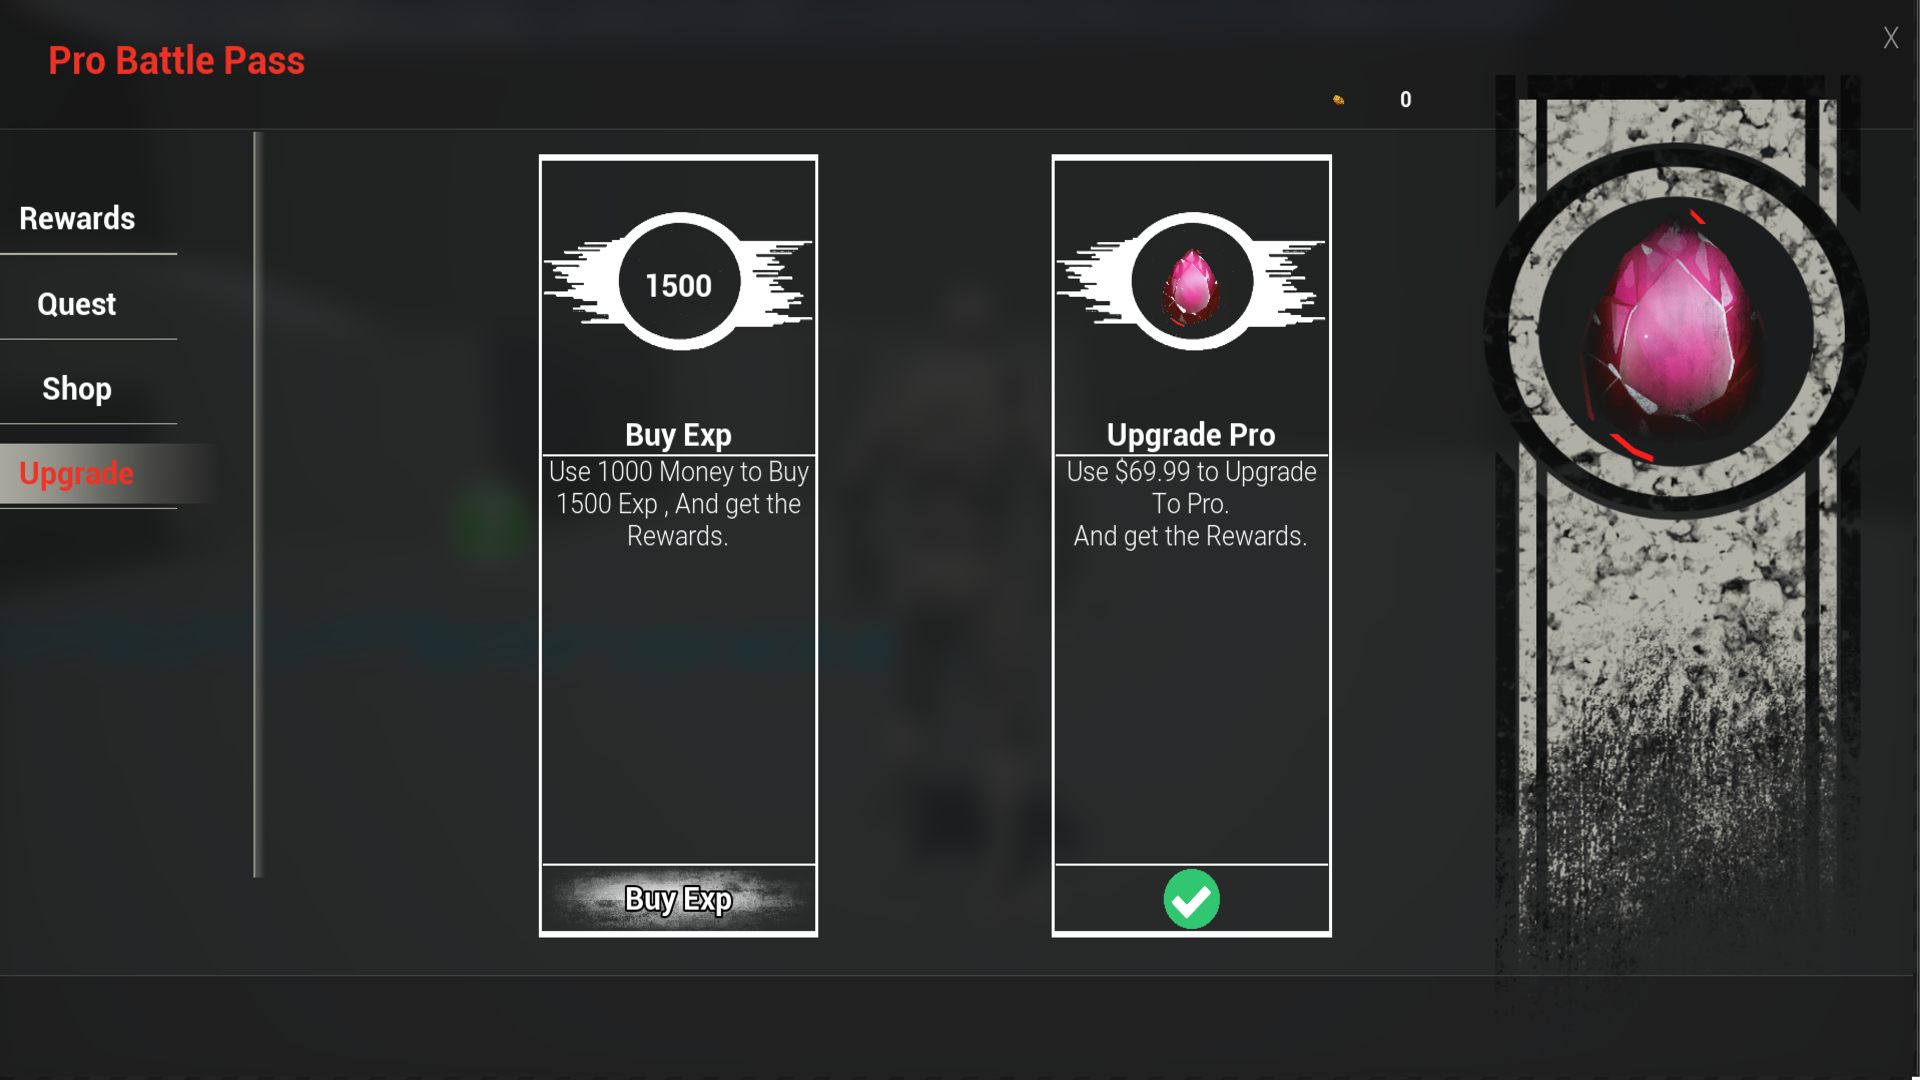 Pro Battle Pass
X
0
Rewards
Quest
Shop
Upgrade
1500
Buy Exp
Use 1000 Money to Buy
1500 Exp , And get the
Rewards.
Buy Exp
Upgrade Pro
Use $69.99 to Upgrade
To Pro.
And get the Rewards.